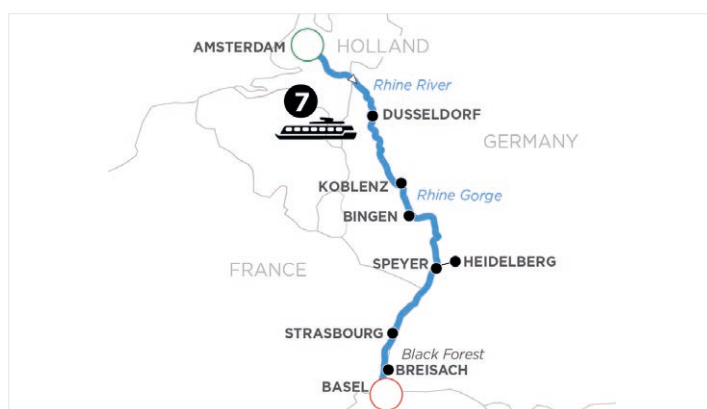 AMSTERDAM
HOLLAND
Rhine River
7
DUSSELDORF
GERMANY
KOBLENZ
Rhine Gorge
BINGEN
FRANCE
SPEYER
HEIDELBERG
STRASBOURG
Black Forest
BREISACH
BASEL